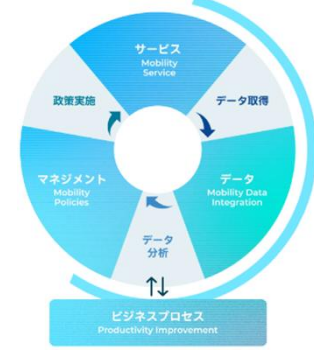 サービス
Mobility
Service
政策実施
データ取得
マネジメント
Mobility
Policies
データ
Mobility Data
Integration
データ
分析
ビジネスプロセス
Productivity Improvement